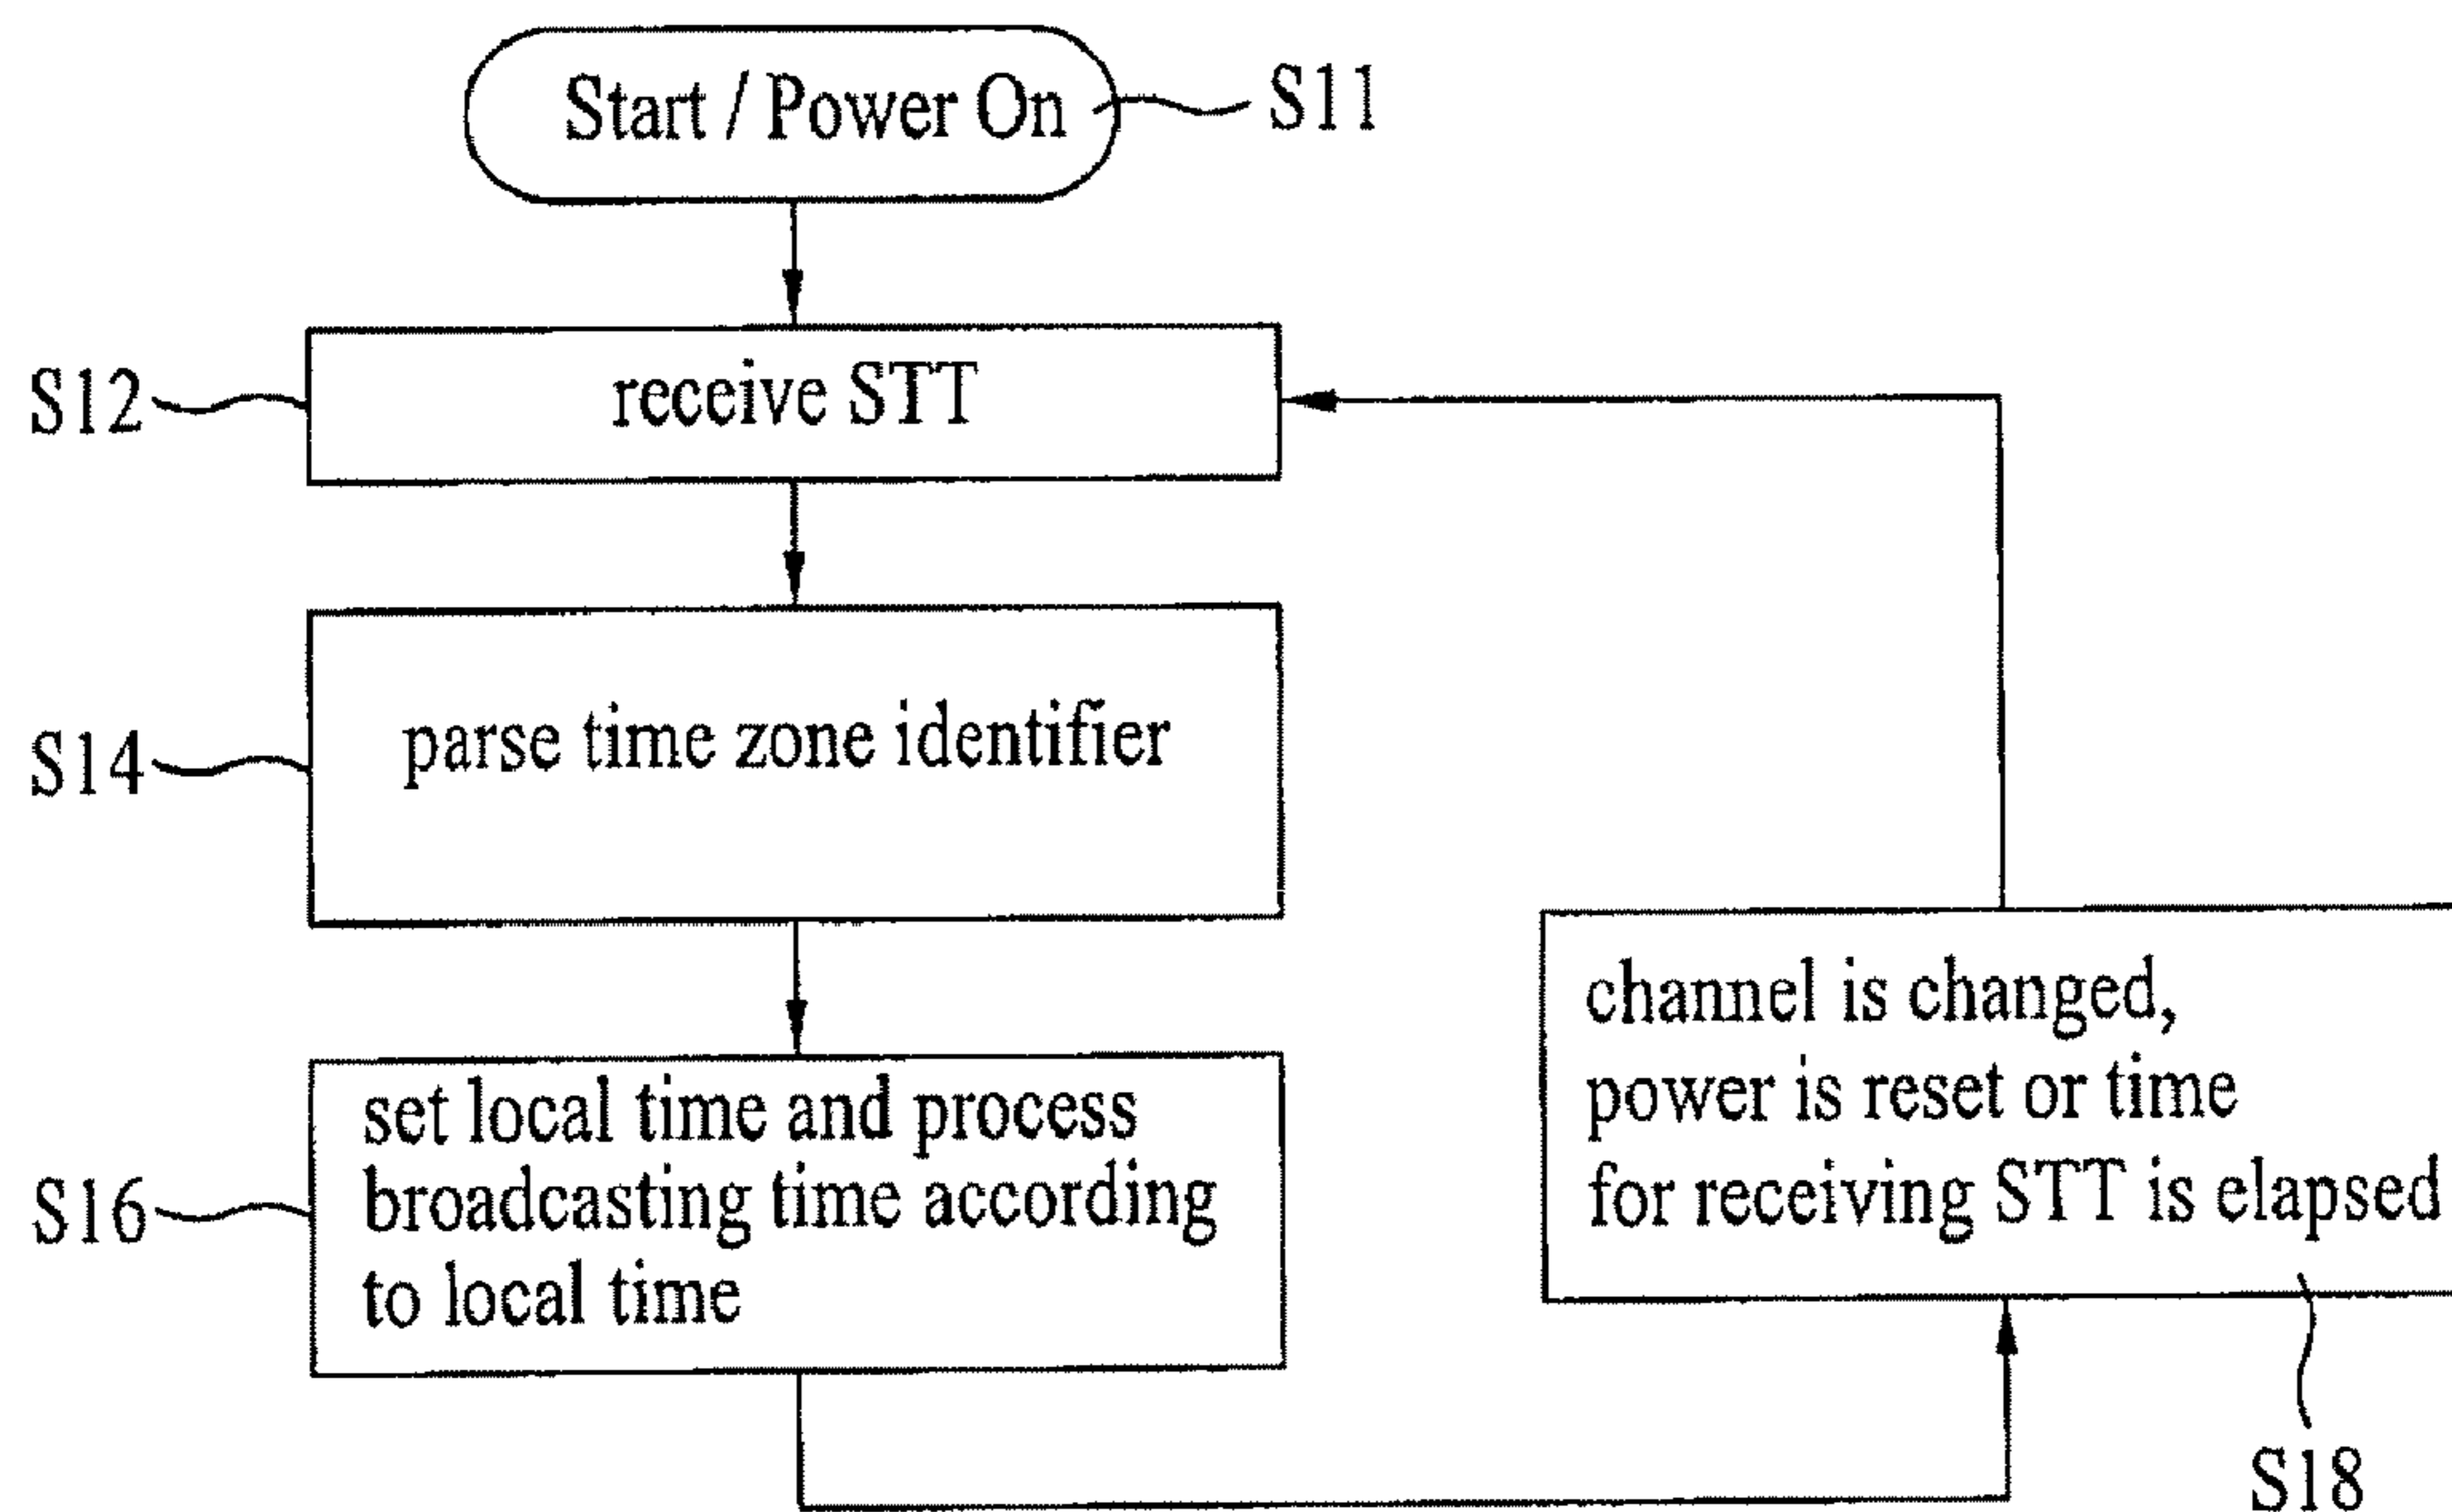 Start / Power On
S11
S12
receive STT
S14
parse time zone identifier
S16
set local time and process
broadcasting time according
to local time
channel is changed,
power is reset or time
for receiving STT is elapsed
S18